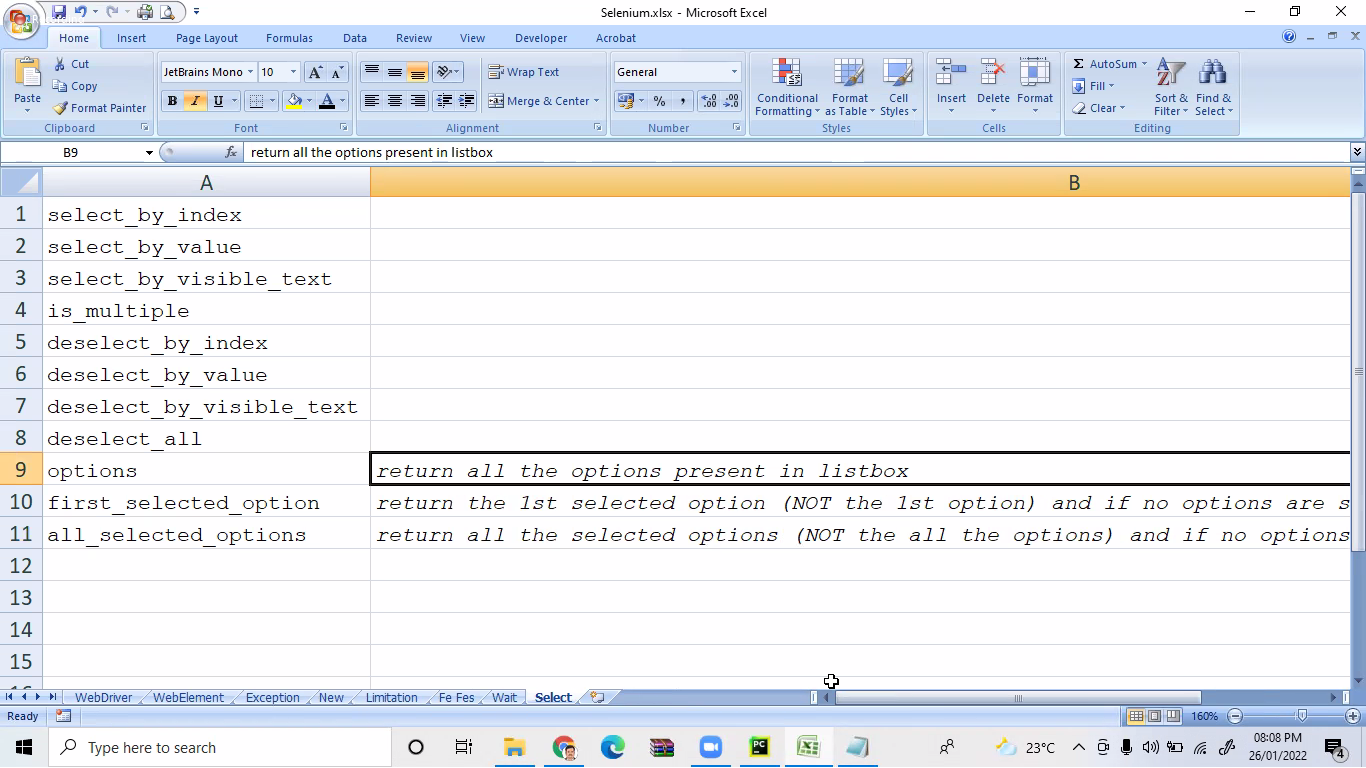 Selenium.xlsx - Microsoft Excel
Home Insert Page Layout Formulas Data Review View Developer Acrobat
Paste
Cut
Copy
Format Painter
Clipboard
JetBrains Mono 10
B I U
Font
Wrap Text
Merge & Center
Alignment
General
Number
Conditional Formatting
Format as Table
Cell Styles
Styles
Insert
Delete
Format
Cells
AutoSum
Fill
Clear
Sort & Filter
Find & Select
Editing
B9 fx return all the options present in listbox
A B
1 select_by_index
2 select_by_value
3 select_by_visible_text
4 is_multiple
5 deselect_by_index
6 deselect_by_value
7 deselect_by_visible_text
8 deselect_all
9 options return all the options present in listbox
10 first_selected_option return the 1st selected option (NOT the 1st option) and if no options are s
11 all_selected_options return all the selected options (NOT the all the options) and if no options
12
13
14
15
WebDriver WebElement Exception New Limitation Fe Fes Wait Select
Ready 160%
Type here to search
23°C
08:08 PM
26/01/2022
4